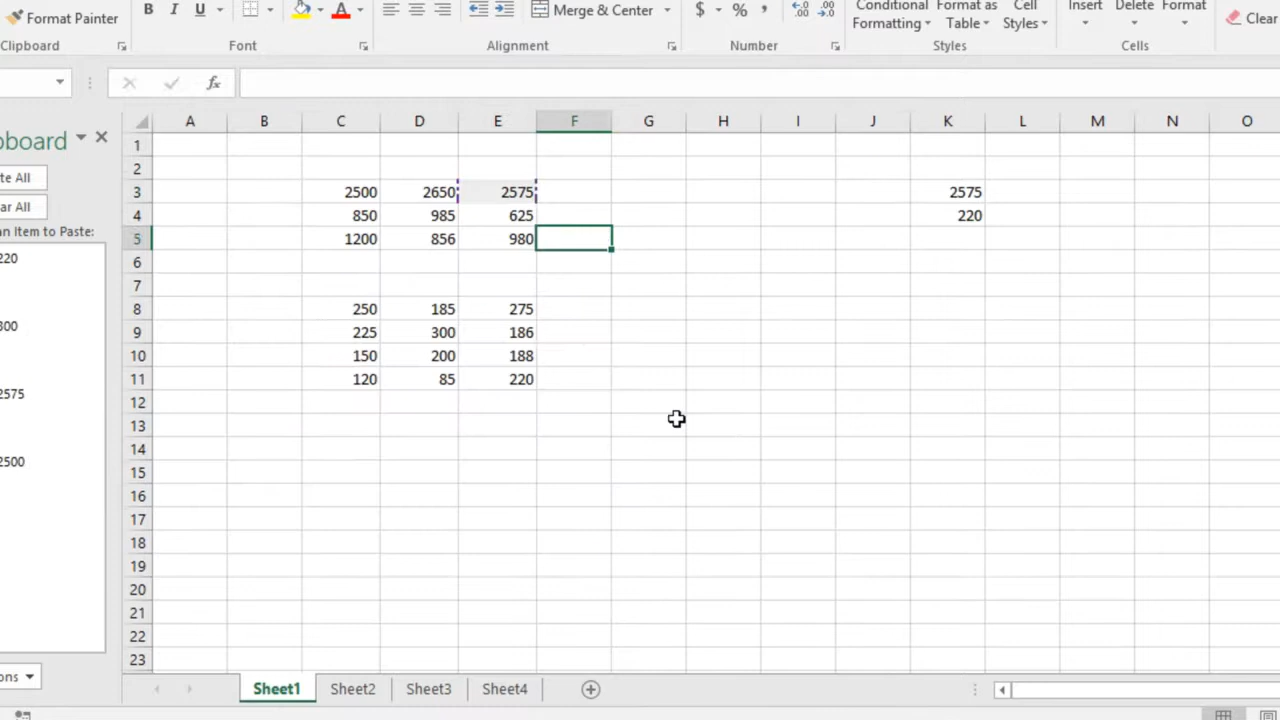 Format Painter
B I U A
Merge & Center
$ %
Conditional Formatting
Format as Table
Cell Styles
Insert
Delete
Format
Clear
Clipboard
Font
Alignment
Number
Styles
Cells
fx
A B C D E F G H I J K L M N O
1
2
3 2500 2650 2575 2575
4 850 985 625 220
5 1200 856 980
6
7
8 250 185 275
9 225 300 186
10 150 200 188
11 120 85 220
12
13
14
15
16
17
18
19
20
21
22
23
pboard
te All
ar All
an Item to Paste:
220
300
2575
2500
ons
Sheet1 Sheet2 Sheet3 Sheet4